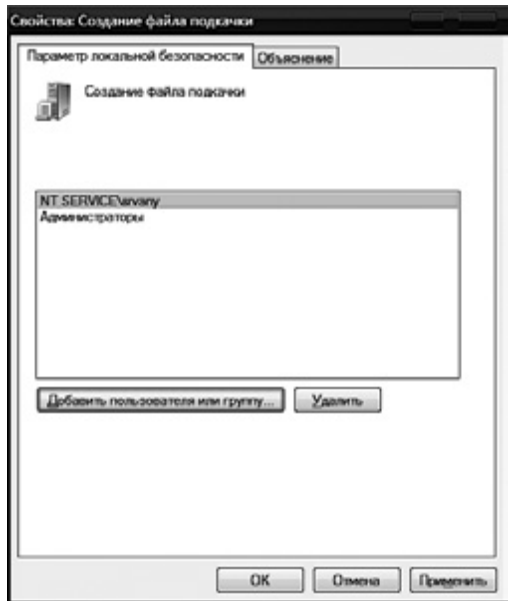 Свойства: Создание файла подкачки
Параметр локальной безопасности Объяснение
Создание файла подкачки
NT SERVICE\srvany
Администраторы
Добавить пользователя или группу... Удалить
ОК Отмена Применить